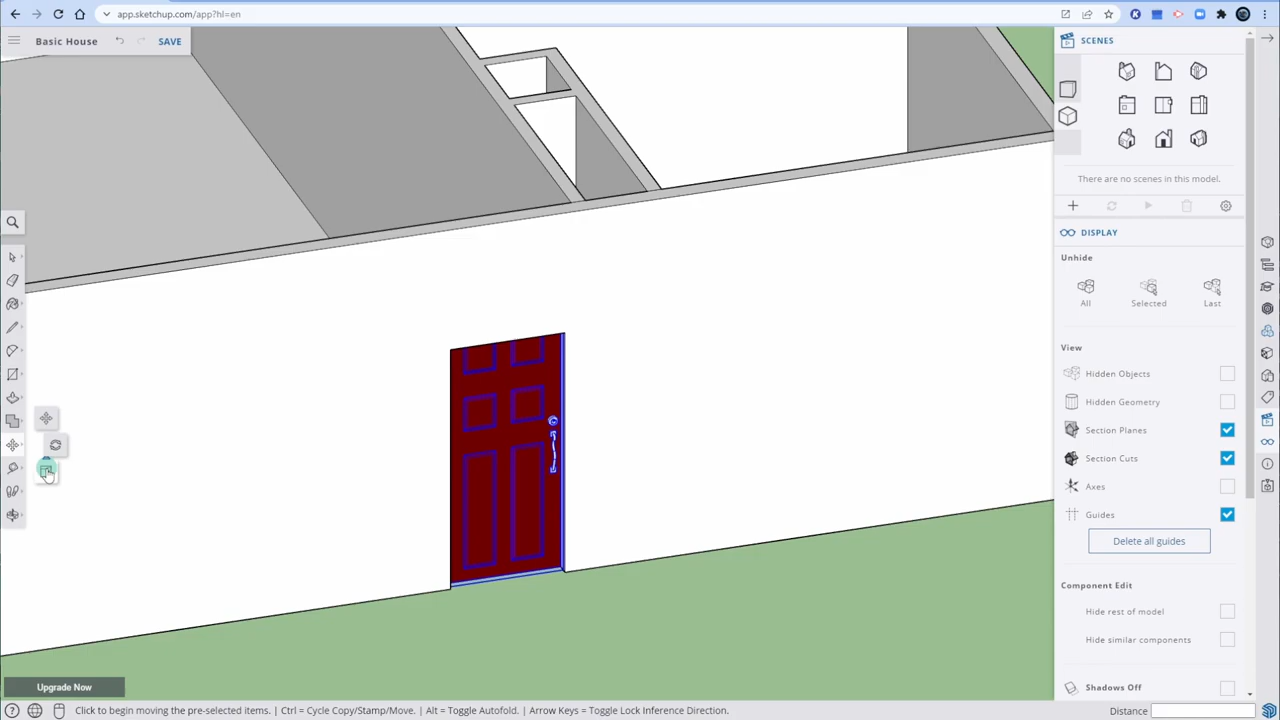 app.sketchup.com/app?hl=en
Basic House
SAVE
SCENES
There are no scenes in this model.
DISPLAY
Unhide
All
Selected
Last
View
Hidden Objects
Hidden Geometry
Section Planes
Section Cuts
Axes
Guides
Delete all guides
Component Edit
Hide rest of model
Hide similar components
Shadows Off
Upgrade Now
Click to begin moving the pre-selected items. | Ctrl = Cycle Copy/Stamp/Move. | Alt = Toggle Autofold. | Arrow Keys = Toggle Lock Inference Direction.
Distance